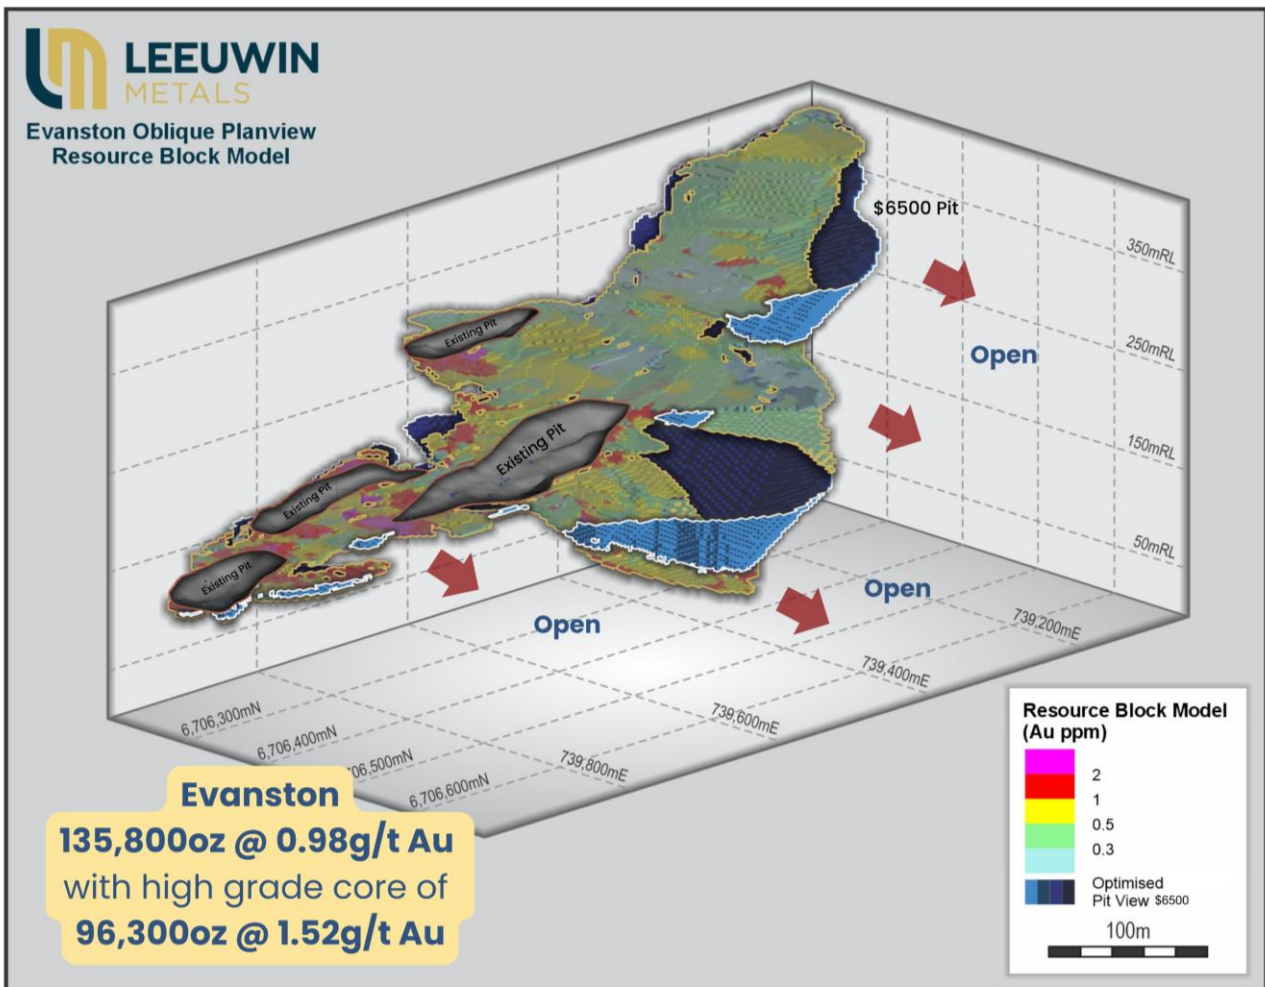 LEEUWIN
METALS
Evanston Oblique Planview
Resource Block Model
$6500 Pit
350mRL
250mRL
150mRL
50mRL
Open
Open
Open
Existing Pit
Existing Pit
Existing Pit
Existing Pit
739,200mE
739,400mE
739,600mE
739,800mE
6,706,300mN
6,706,400mN
06,500mN
6,706,600mN
Evanston
135,800oz @ 0.98g/t Au
with high grade core of
96,300oz @ 1.52g/t Au
Resource Block Model
(Au ppm)
2
1
0.5
0.3
Optimised
Pit View $6500
100m